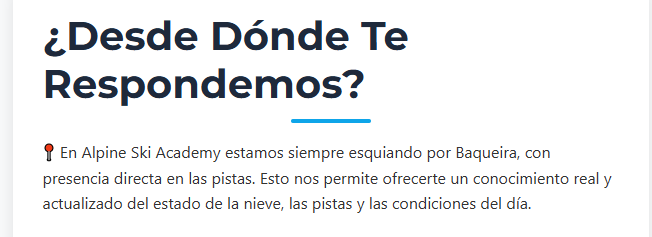 ¿Desde Dónde Te
Respondemos?
📍 En Alpine Ski Academy estamos siempre esquiando por Baqueira, con
presencia directa en las pistas. Esto nos permite ofrecerte un conocimiento real y
actualizado del estado de la nieve, las pistas y las condiciones del día.